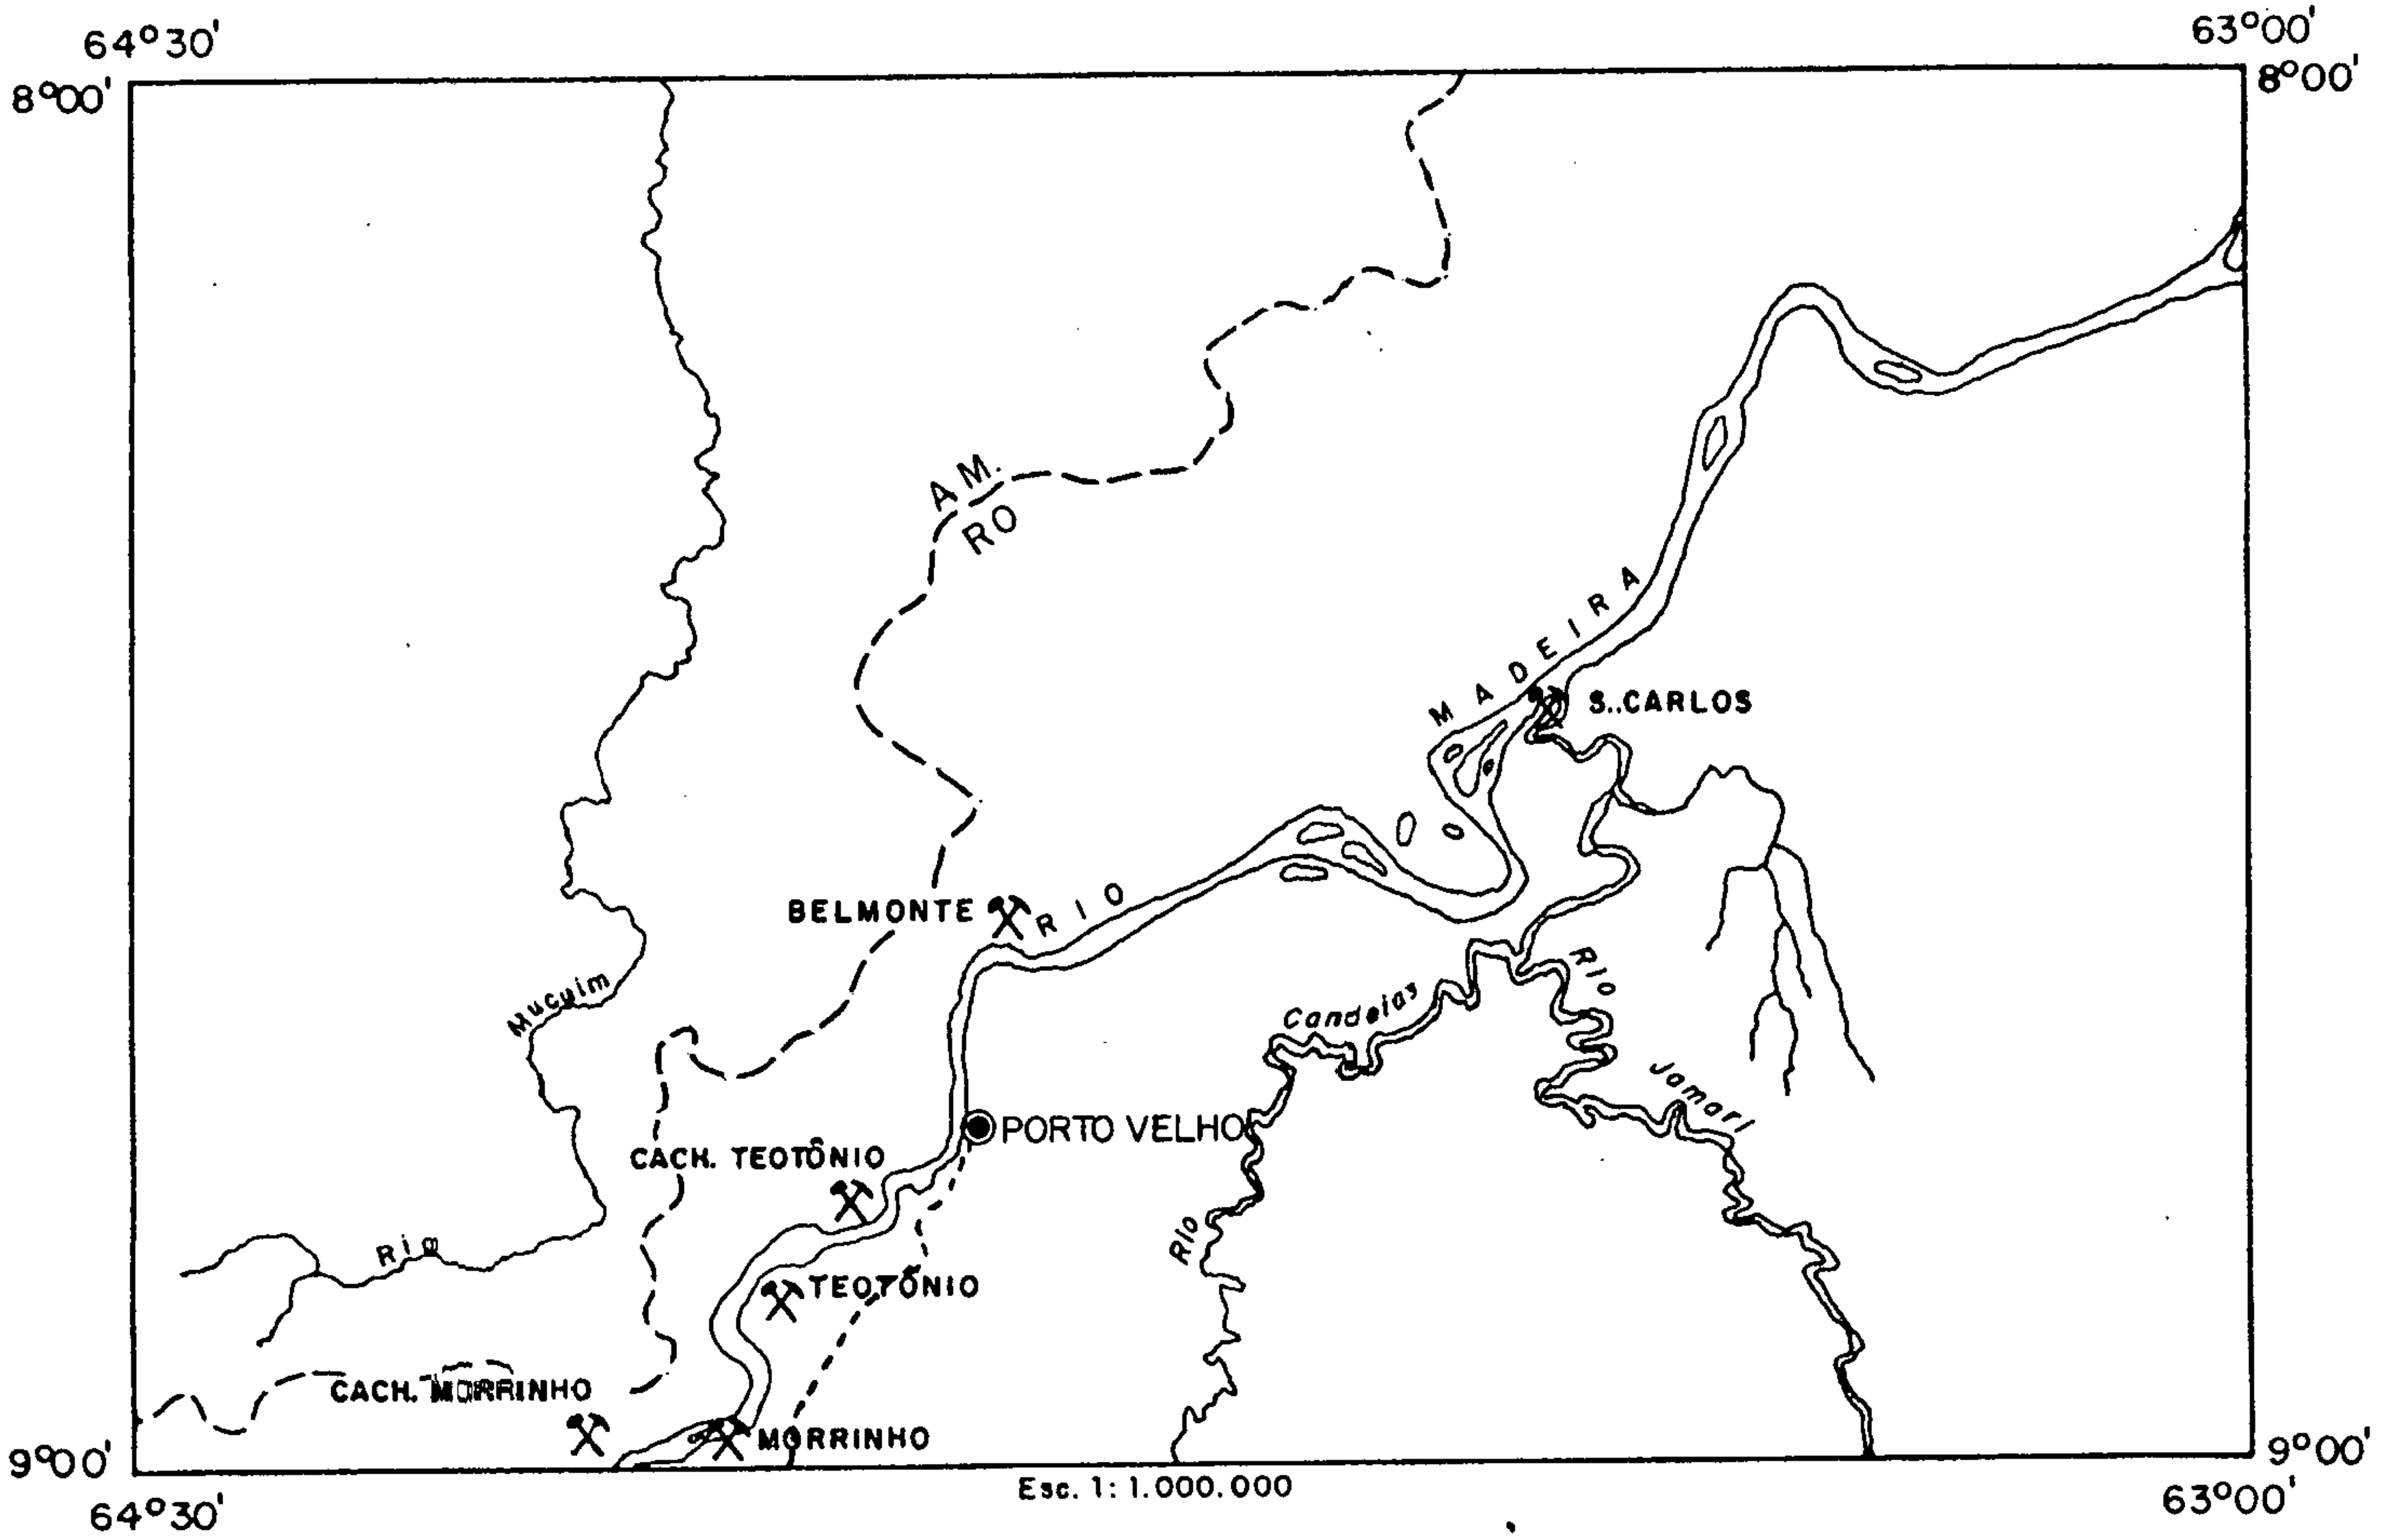 64°30'
63°00'
8°00'
8°00'
AM.
RO
MADEIRA
S..CARLOS
BELMONTE
RIO
Mucuim
Candeias
RIO
Jamari
PORTO VELHO
CACH. TEOTÔNIO
Rio
Rio
TEOTÔNIO
CACH. MORRINHO
MORRINHO
9°00'
9°00'
Esc. 1:1.000.000
64°30'
63°00'